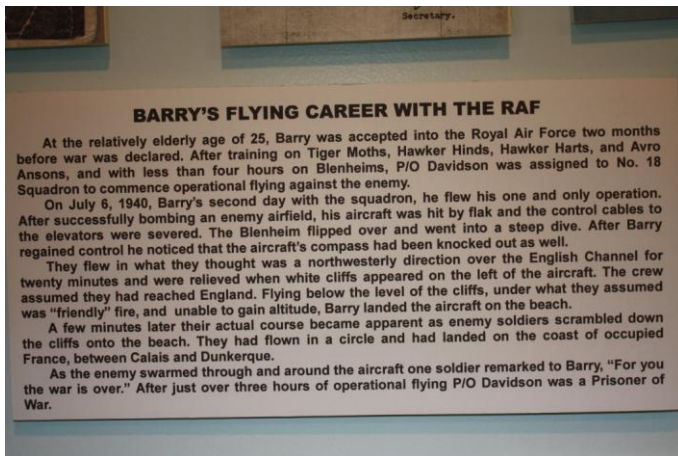 Secretary.
BARRY'S FLYING CAREER WITH THE RAF
At the relatively elderly age of 25, Barry was accepted into the Royal Air Force two months
before war was declared. After training on Tiger Moths, Hawker Hinds, Hawker Harts, and Avro
Ansons, and with less than four hours on Blenheims, P/O Davidson was assigned to No. 18
Squadron to commence operational flying against the enemy.
On July 6, 1940, Barry's second day with the squadron, he flew his one and only operation.
After successfully bombing an enemy airfield, his aircraft was hit by flak and the control cables to
the elevators were severed. The Blenheim flipped over and went into a steep dive. After Barry
regained control he noticed that the aircraft's compass had been knocked out as well.
They flew in what they thought was a northwesterly direction over the English Channel for
twenty minutes and were relieved when white cliffs appeared on the left of the aircraft. The crew
assumed they had reached England. Flying below the level of the cliffs, under what they assumed
was "friendly" fire, and unable to gain altitude, Barry landed the aircraft on the beach.
A few minutes later their actual course became apparent as enemy soldiers scrambled down
the cliffs onto the beach. They had flown in a circle and had landed on the coast of occupied
France, between Calais and Dunkerque.
As the enemy swarmed through and around the aircraft one soldier remarked to Barry, "For you
the war is over." After just over three hours of operational flying P/O Davidson was a Prisoner of
War.